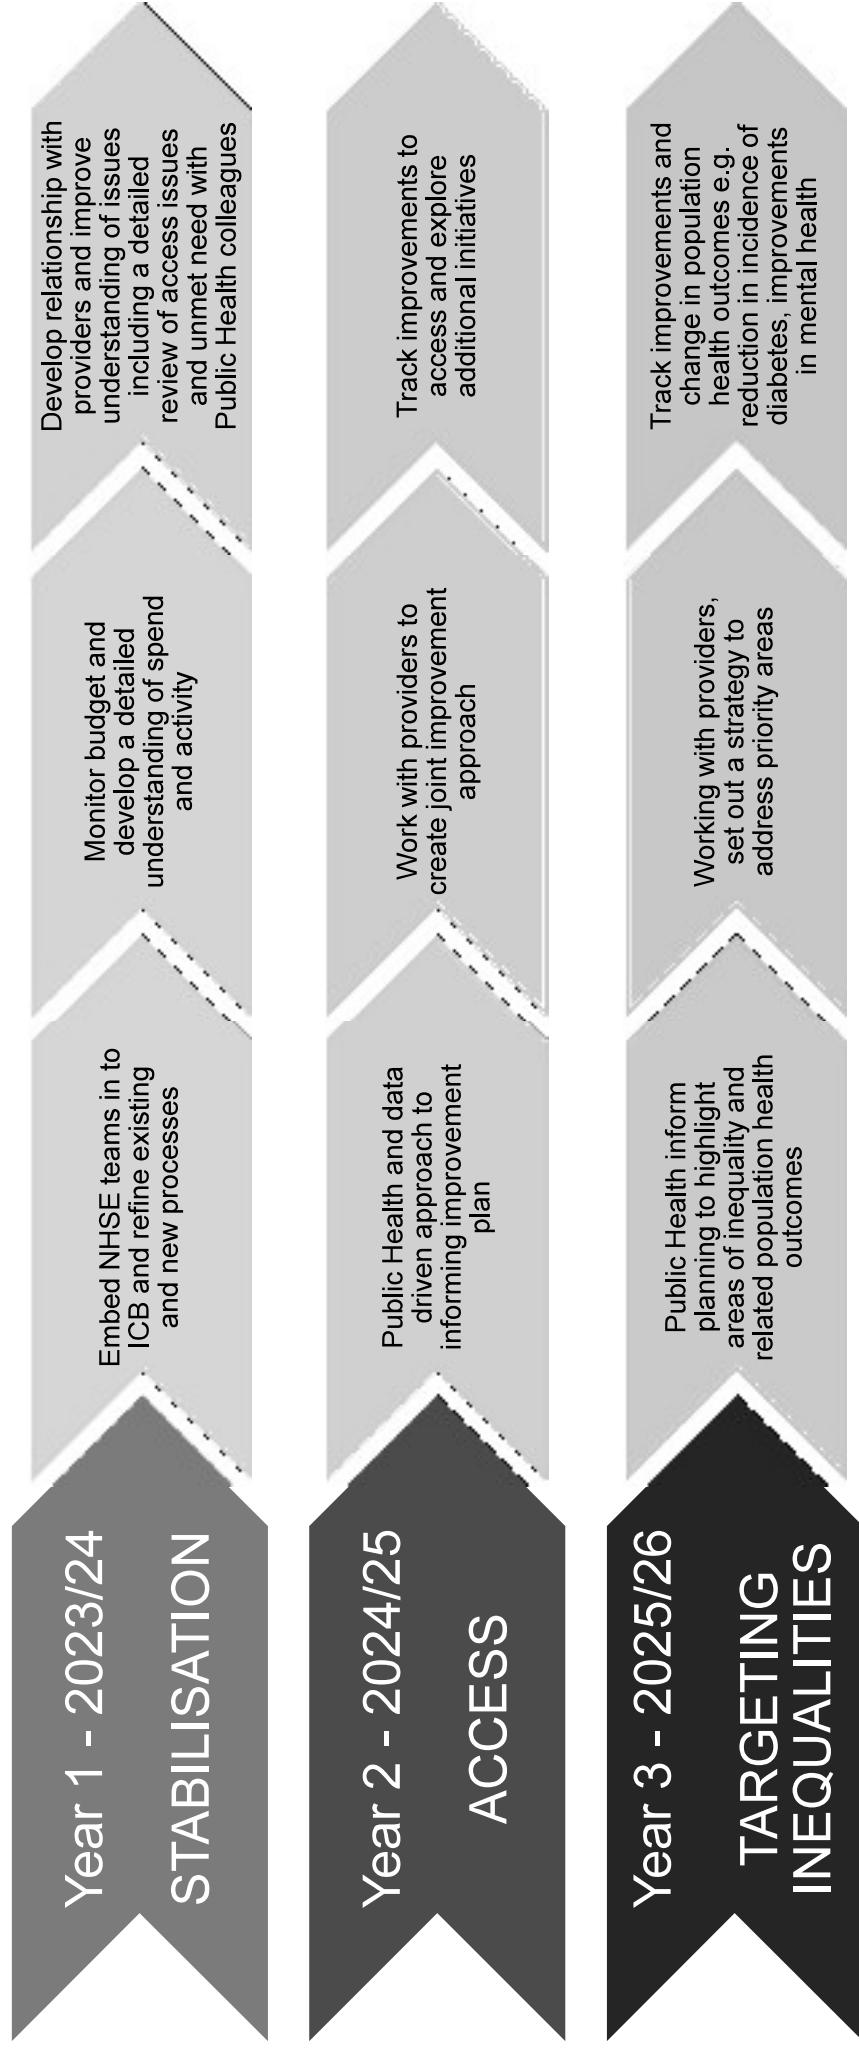 Year 1 - 2023/24
STABILISATION
Embed NHSE teams in to
ICB and refine existing
and new processes
Monitor budget and
develop a detailed
understanding of spend
and activity
Develop relationship with
providers and improve
understanding of issues
including a detailed
review of access issues
and unmet need with
Public Health colleagues
Year 2 - 2024/25
ACCESS
Public Health and data
driven approach to
informing improvement
plan
Work with providers to
create joint improvement
approach
Track improvements to
access and explore
additional initiatives
Year 3 - 2025/26
TARGETING
INEQUALITIES
Public Health inform
planning to highlight
areas of inequality and
related population health
outcomes
Working with providers,
set out a strategy to
address priority areas
Track improvements and
change in population
health outcomes e.g.
reduction in incidence of
diabetes, improvements
in mental health